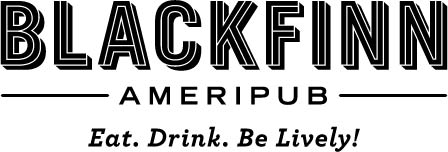 BLACKFINN
AMERIPUB
Eat. Drink. Be Lively!